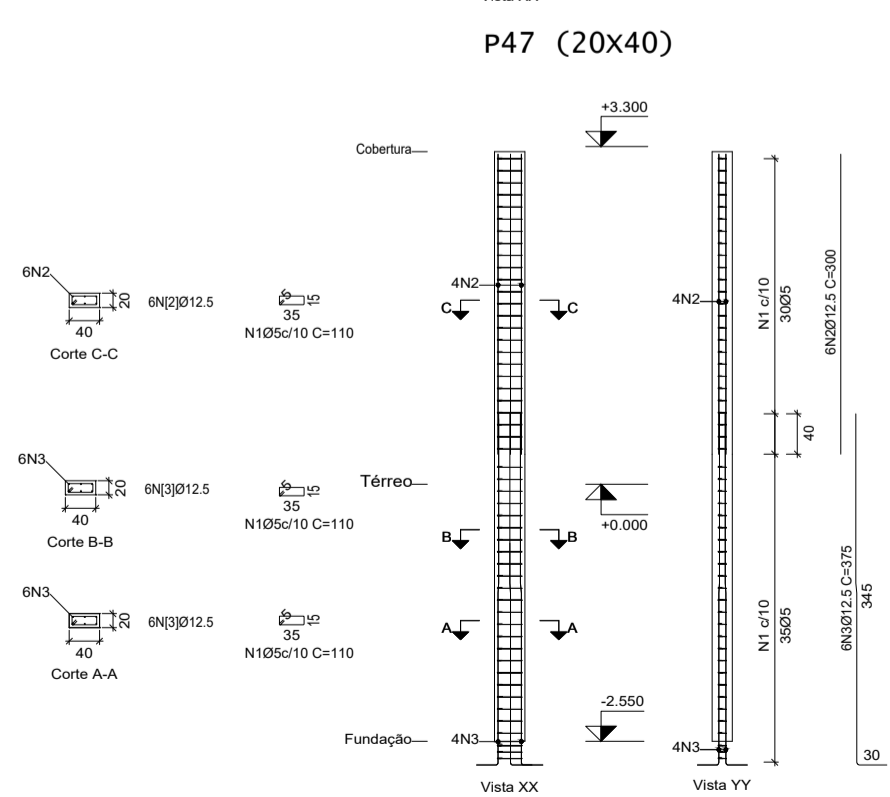 P47 (20X40)
+3.300
Cobertura
6N2
20
40
Corte C-C
6N[2]Ø12.5
5
15
35
N1Ø5c/10 C=110
4N2
C
C
4N2
N1 c/10
30Ø5
6N2Ø12.5 C=300
40
6N3
20
40
Corte B-B
6N[3]Ø12.5
5
15
35
N1Ø5c/10 C=110
Térreo
+0.000
B
B
6N3
20
40
Corte A-A
6N[3]Ø12.5
5
15
35
N1Ø5c/10 C=110
A
A
N1 c/10
35Ø5
6N3Ø12.5 C=375
345
-2.550
Fundação
4N3
4N3
30
Vista XX
Vista YY